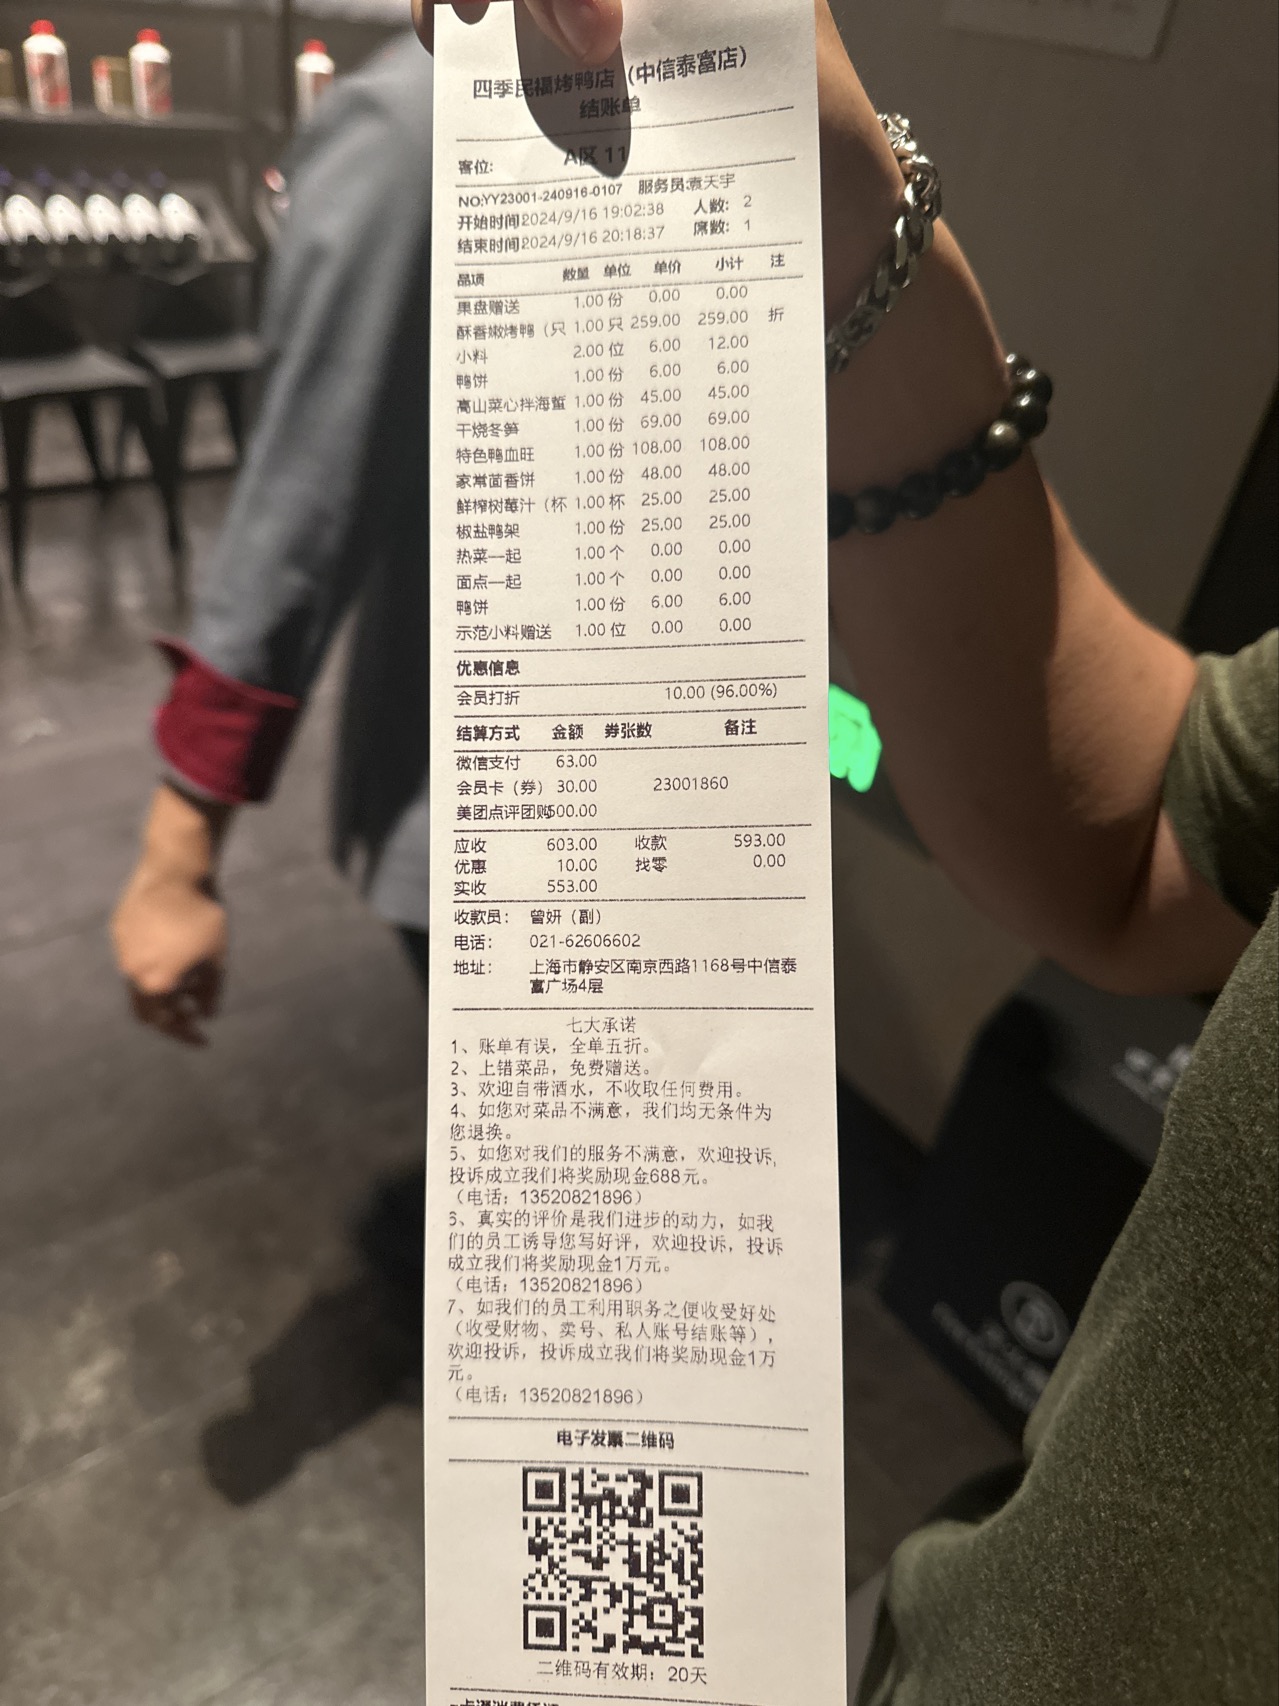 四季民福烤鸭店（中信泰富店）
结账单
客位： A区 11
NO:YY23001-240916-0107 服务员:袁天宇
开始时间2024/9/16 19:02:38 人数： 2
结束时间2024/9/16 20:18:37 席数： 1
品项 数量 单位 单价 小计 注
果盘赠送 1.00 份 0.00 0.00
酥香嫩烤鸭（只 1.00 只 259.00 259.00 折
小料 2.00 位 6.00 12.00
鸭饼 1.00 份 6.00 6.00
高山菜心拌海蜇 1.00 份 45.00 45.00
干烧冬笋 1.00 份 69.00 69.00
特色鸭血旺 1.00 份 108.00 108.00
家常茴香饼 1.00 份 48.00 48.00
鲜榨树莓汁（杯 1.00 杯 25.00 25.00
椒盐鸭架 1.00 份 25.00 25.00
热菜一起 1.00 个 0.00 0.00
面点一起 1.00 个 0.00 0.00
鸭饼 1.00 份 6.00 6.00
示范小料赠送 1.00 位 0.00 0.00
优惠信息
会员打折 10.00 (96.00%)
结算方式 金额 券张数 备注
微信支付 63.00
会员卡（券） 30.00 23001860
美团点评团购500.00
应收 603.00 收款 593.00
优惠 10.00 找零 0.00
实收 553.00
收款员： 曾妍（副）
电话： 021-62606602
地址： 上海市静安区南京西路1168号中信泰
富广场4层
七大承诺
1、账单有误，全单五折。
2、上错菜品，免费赠送。
3、欢迎自带酒水，不收取任何费用。
4、如您对菜品不满意，我们均无条件为
您退换。
5、如您对我们的服务不满意，欢迎投诉，
投诉成立我们将奖励现金688元。
（电话：13520821896）
6、真实的评价是我们进步的动力，如我
们的员工诱导您写好评，欢迎投诉，投诉
成立我们将奖励现金1万元。
（电话：13520821896）
7、如我们的员工利用职务之便收受好处
（收受财物、卖号、私人账号结账等），
欢迎投诉，投诉成立我们将奖励现金1万
元。
（电话：13520821896）
电子发票二维码
二维码有效期：20天